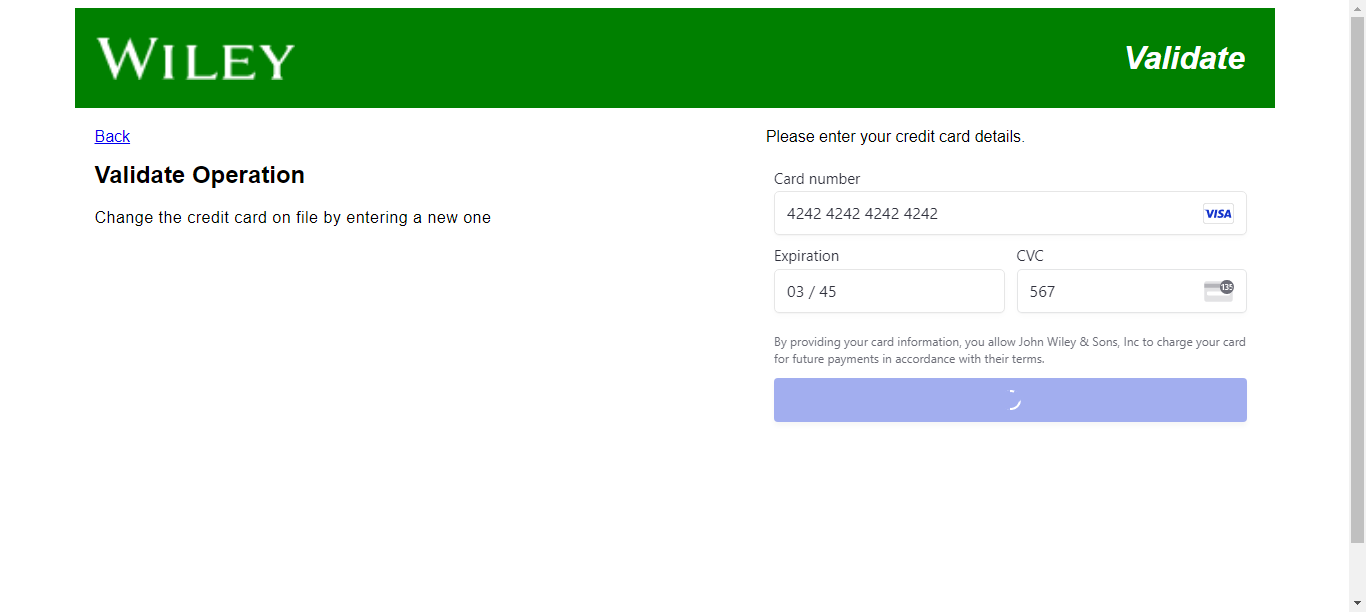 WILEY
Validate
Back
Validate Operation
Change the credit card on file by entering a new one
Please enter your credit card details.
Card number
4242 4242 4242 4242
VISA
Expiration
CVC
03 / 45
567
135
By providing your card information, you allow John Wiley & Sons, Inc to charge your card
for future payments in accordance with their terms.